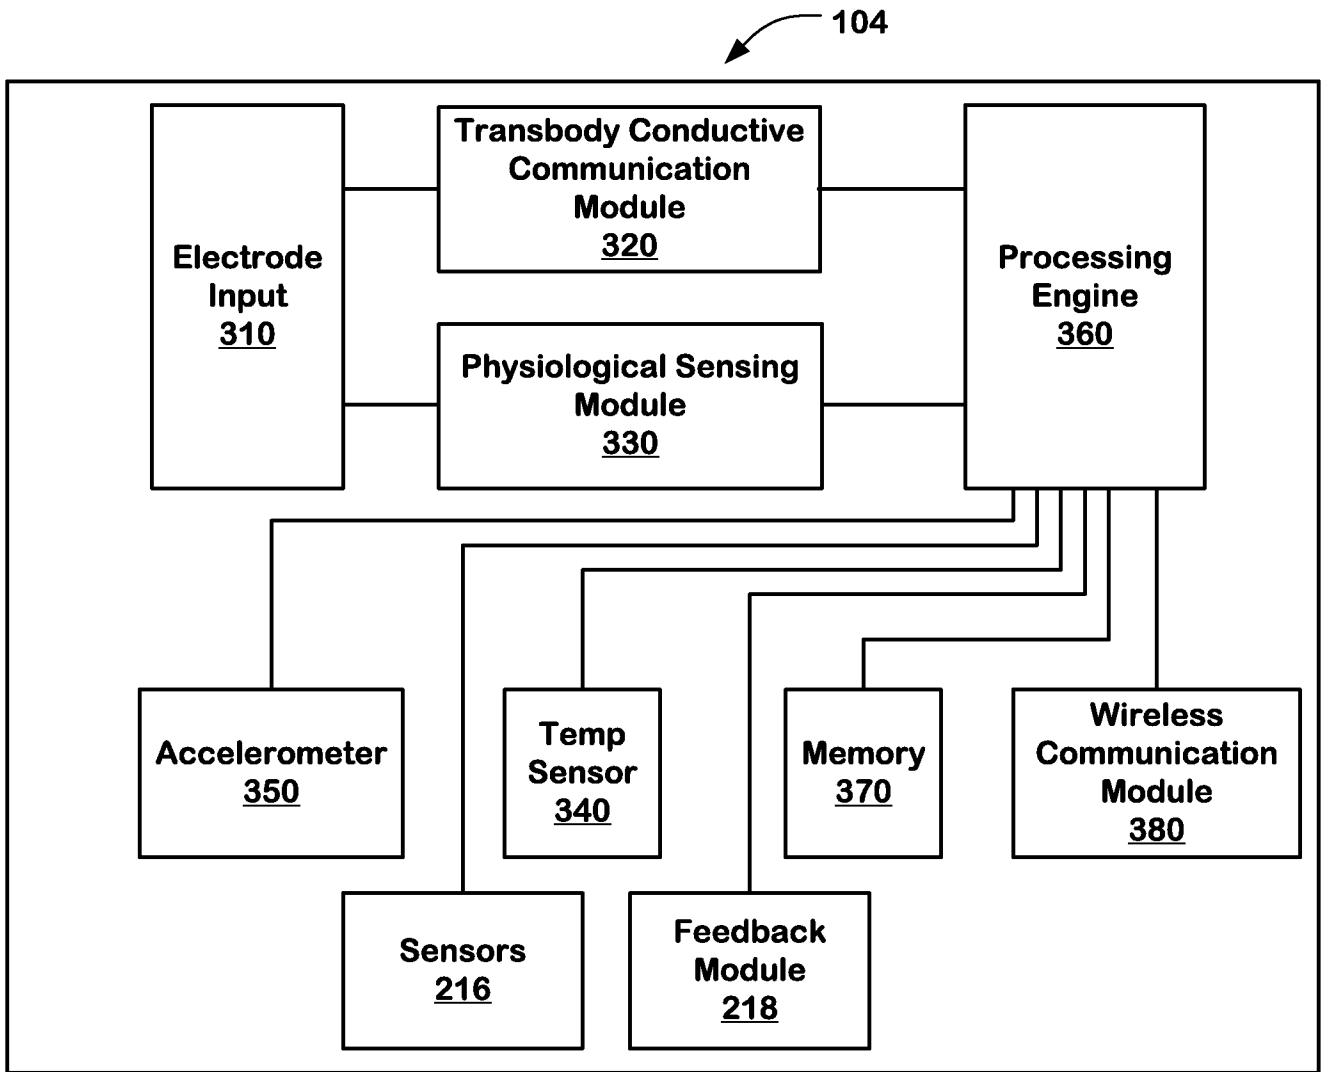 104
Transbody Conductive
Communication
Module
320
Electrode
Input
310
Processing
Engine
360
Physiological Sensing
Module
330
Accelerometer
350
Temp
Sensor
340
Memory
370
Wireless
Communication
Module
380
Sensors
216
Feedback
Module
218